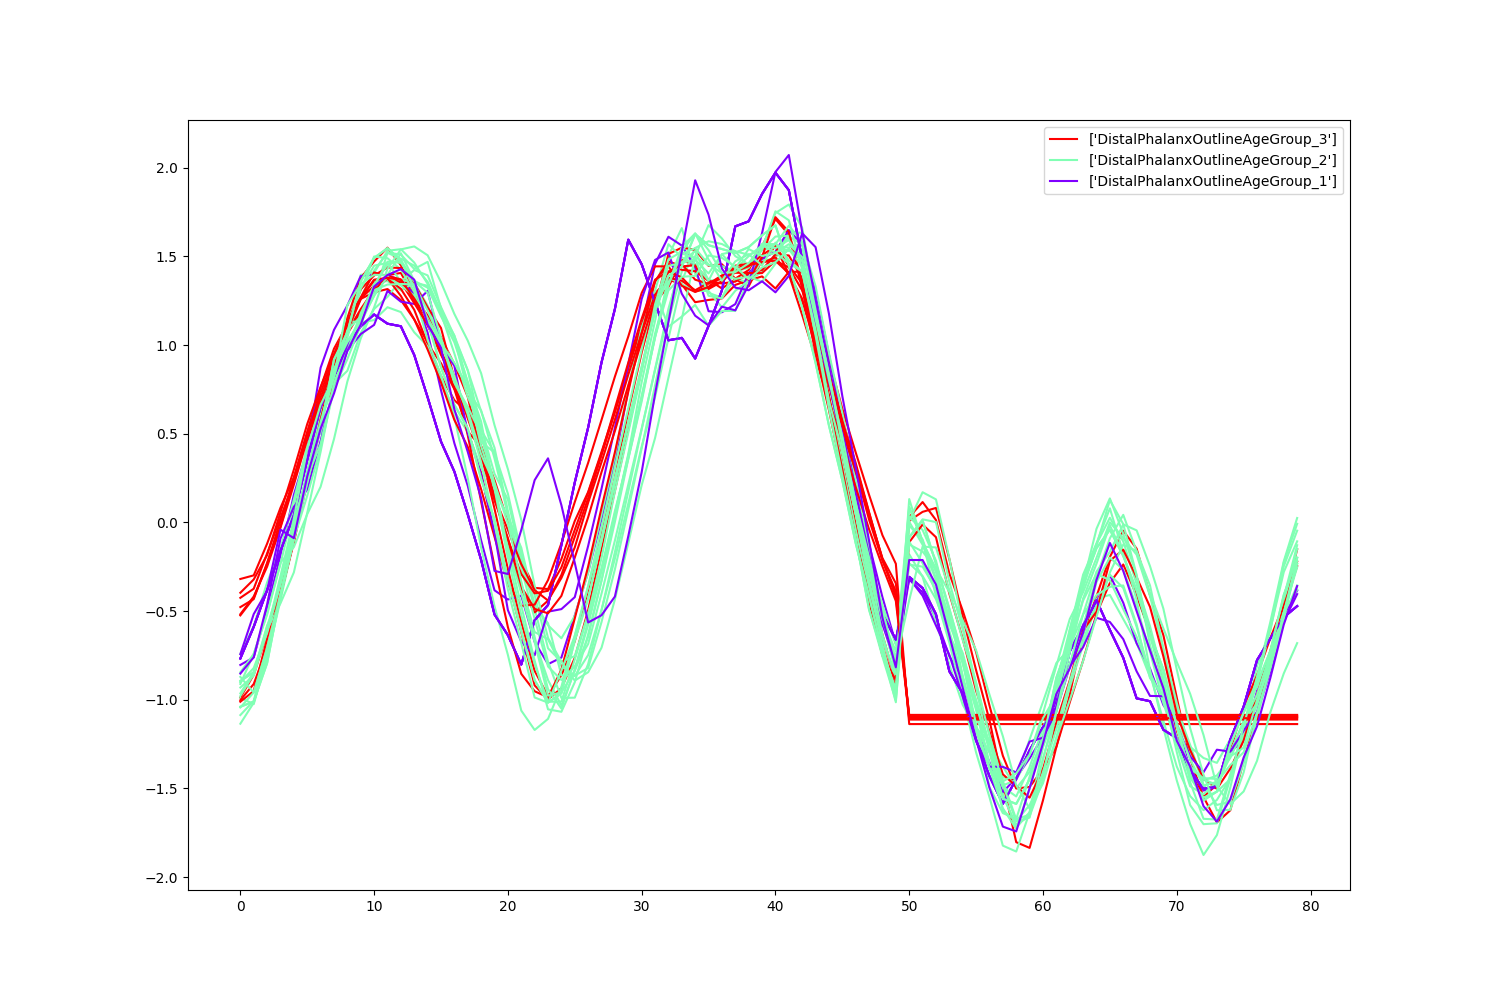 ['DistalPhalanxOutlineAgeGroup_3']
['DistalPhalanxOutlineAgeGroup_2']
['DistalPhalanxOutlineAgeGroup_1']
2.0
1.5
1.0
0.5
0.0
−0.5
−1.0
−1.5
−2.0
0 10 20 30 40 50 60 70 80